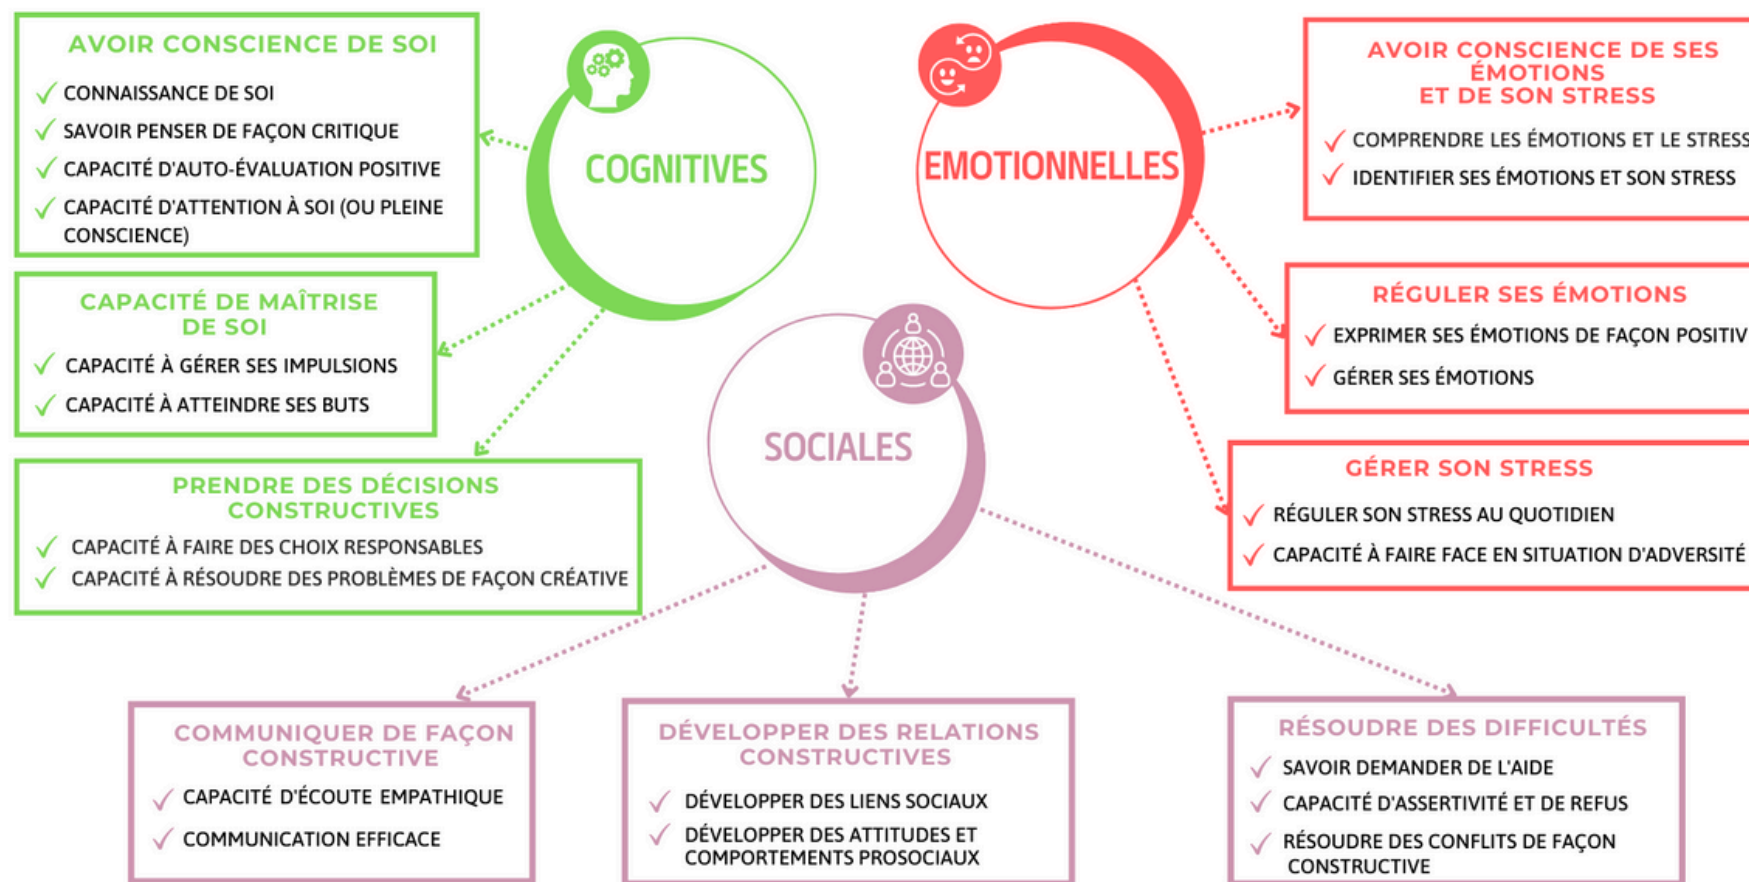 AVOIR CONSCIENCE DE SOI
CONNAISSANCE DE SOI
SAVOIR PENSER DE FAÇON CRITIQUE
CAPACITÉ D'AUTO-ÉVALUATION POSITIVE
CAPACITÉ D'ATTENTION À SOI (OU PLEINE
CONSCIENCE)
CAPACITÉ DE MAÎTRISE
DE SOI
CAPACITÉ À GÉRER SES IMPULSIONS
CAPACITÉ À ATTEINDRE SES BUTS
PRENDRE DES DÉCISIONS
CONSTRUCTIVES
CAPACITÉ À FAIRE DES CHOIX RESPONSABLES
CAPACITÉ À RÉSOUDRE DES PROBLÈMES DE FAÇON CRÉATIVE
COGNITIVES
EMOTIONNELLES
AVOIR CONSCIENCE DE SES
ÉMOTIONS
ET DE SON STRESS
COMPRENDRE LES ÉMOTIONS ET LE STRESS
IDENTIFIER SES ÉMOTIONS ET SON STRESS
RÉGULER SES ÉMOTIONS
EXPRIMER SES ÉMOTIONS DE FAÇON POSITIV
GÉRER SES ÉMOTIONS
GÉRER SON STRESS
RÉGULER SON STRESS AU QUOTIDIEN
CAPACITÉ À FAIRE FACE EN SITUATION D'ADVERSITÉ
SOCIALES
COMMUNIQUER DE FAÇON
CONSTRUCTIVE
CAPACITÉ D'ÉCOUTE EMPATHIQUE
COMMUNICATION EFFICACE
DÉVELOPPER DES RELATIONS
CONSTRUCTIVES
DÉVELOPPER DES LIENS SOCIAUX
DÉVELOPPER DES ATTITUDES ET
COMPORTEMENTS PROSOCIAUX
RÉSOUDRE DES DIFFICULTÉS
SAVOIR DEMANDER DE L'AIDE
CAPACITÉ D'ASSERTIVITÉ ET DE REFUS
RÉSOUDRE DES CONFLITS DE FAÇON
CONSTRUCTIVE